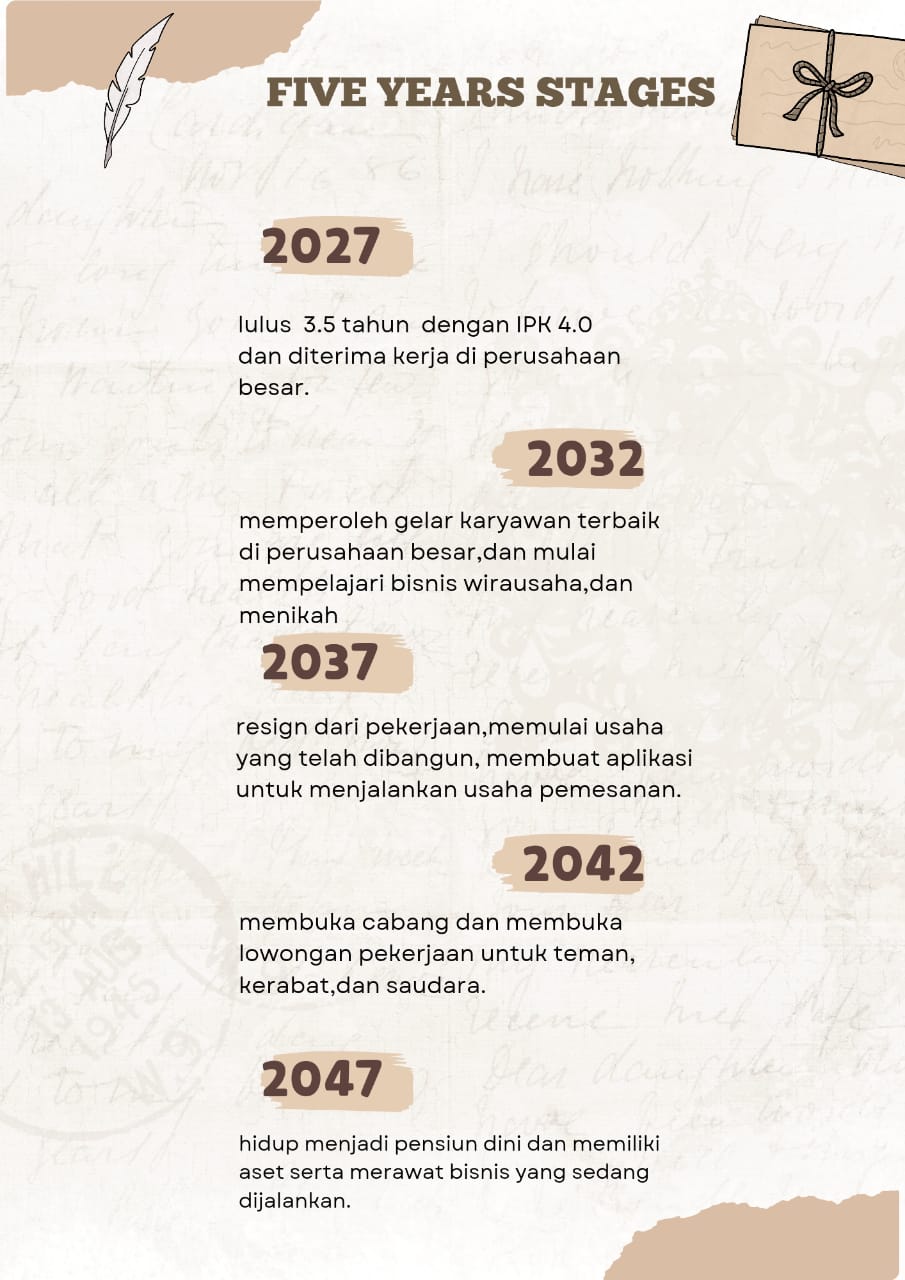 FIVE YEARS STAGES
2027
lulus  3.5 tahun  dengan IPK 4.0
dan diterima kerja di perusahaan
besar.
2032
memperoleh gelar karyawan terbaik
di perusahaan besar,dan mulai
mempelajari bisnis wirausaha,dan
menikah
2037
resign dari pekerjaan,memulai usaha
yang telah dibangun, membuat aplikasi
untuk menjalankan usaha pemesanan.
2042
membuka cabang dan membuka
lowongan pekerjaan untuk teman,
kerabat,dan saudara.
2047
hidup menjadi pensiun dini dan memiliki
aset serta merawat bisnis yang sedang
dijalankan.
13 AUG
1945